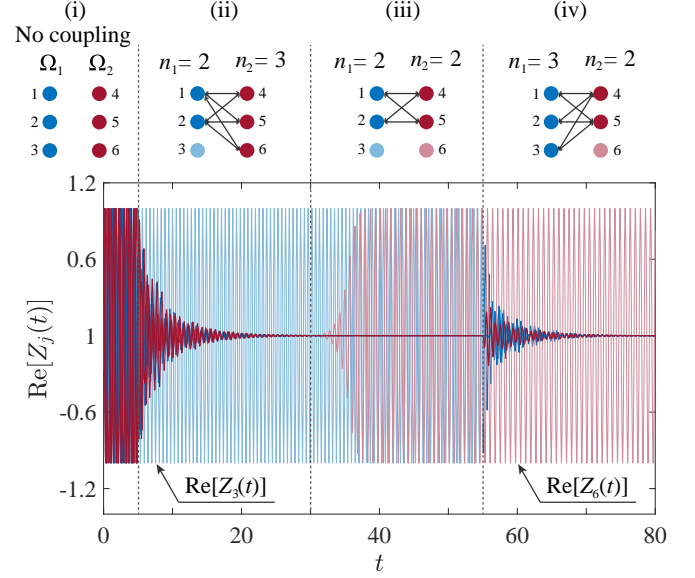 (i) (ii) (iii) (iv)
No coupling
Ω₁ Ω₂ n₁= 2 n₂= 3 n₁= 2 n₂= 2 n₁= 3 n₂= 2
1 4 1 4 1 4 1 4
2 5 2 5 2 5 2 5
3 6 3 6 3 6 3 6
1.2
0.6
1
-0.6
-1.2
Re[Zⱼ(t)]
Re[Z₃(t)] Re[Z₆(t)]
0 20 40 60 80
t